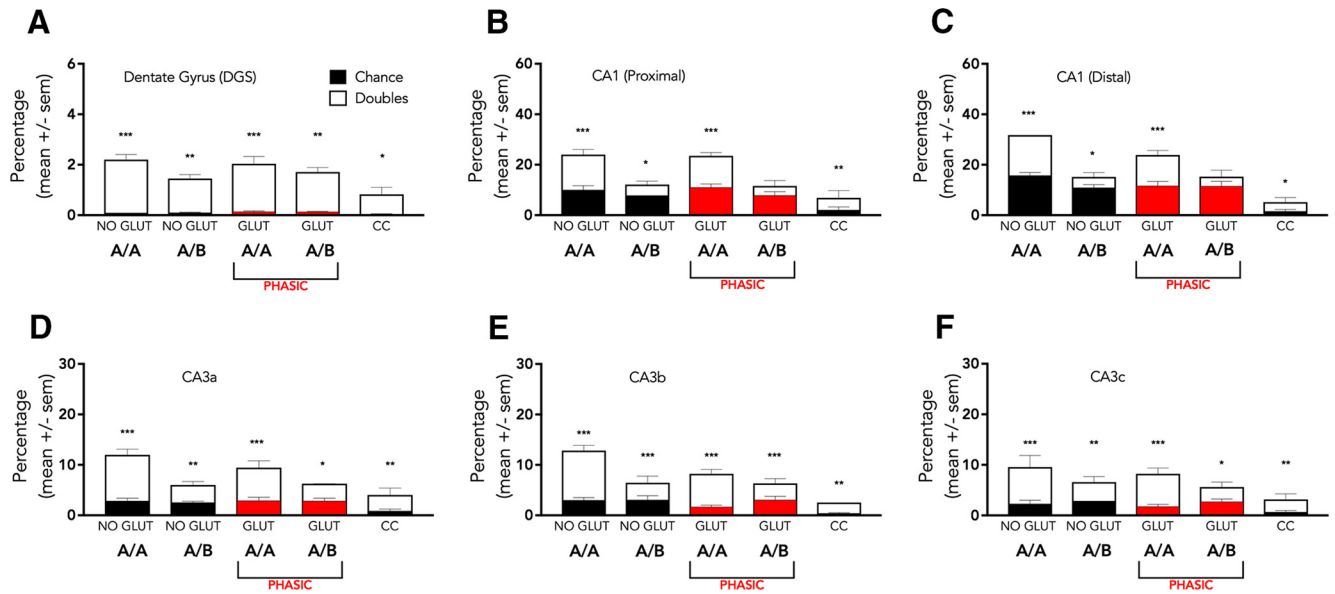 A
Dentate Gyrus (DGS)
Chance
Doubles
Percentage
(mean +/- sem)
6
4
2
0
***
**
***
**
*
NO GLUT NO GLUT GLUT GLUT CC
A/A A/B A/A A/B
PHASIC
B
CA1 (Proximal)
Percentage
(mean +/- sem)
60
40
20
0
***
*
***
**
NO GLUT NO GLUT GLUT GLUT CC
A/A A/B A/A A/B
PHASIC
C
CA1 (Distal)
Percentage
(mean +/- sem)
60
40
20
0
***
*
***
*
NO GLUT NO GLUT GLUT GLUT CC
A/A A/B A/A A/B
PHASIC
D
CA3a
Percentage
(mean +/- sem)
30
20
10
0
***
**
***
*
**
NO GLUT NO GLUT GLUT GLUT CC
A/A A/B A/A A/B
PHASIC
E
CA3b
Percentage
(mean +/- sem)
30
20
10
0
***
***
***
***
**
NO GLUT NO GLUT GLUT GLUT CC
A/A A/B A/A A/B
PHASIC
F
CA3c
Percentage
(mean +/- sem)
30
20
10
0
***
**
***
*
**
NO GLUT NO GLUT GLUT GLUT CC
A/A A/B A/A A/B
PHASIC